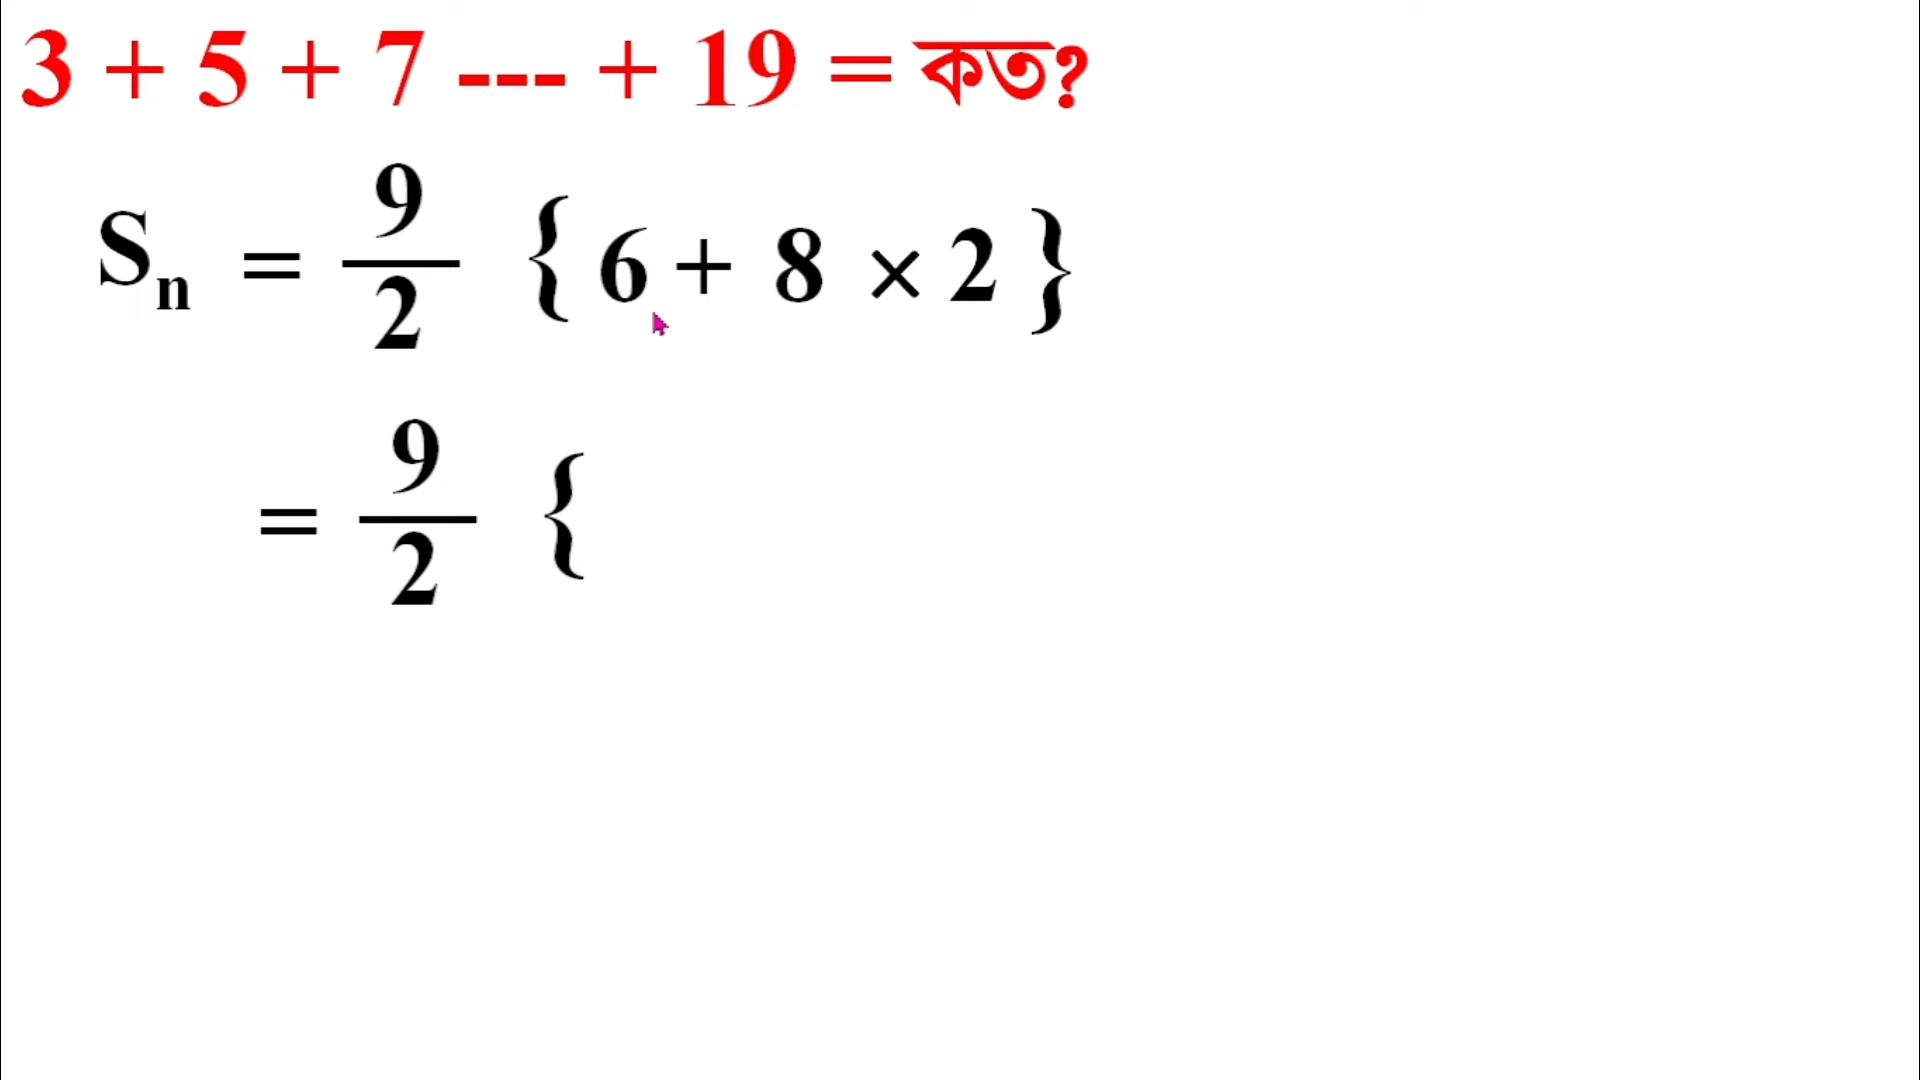 3 + 5 + 7 --- + 19 = কত?
Sₙ = 9/2 { 6 + 8 × 2 }
= 9/2 {